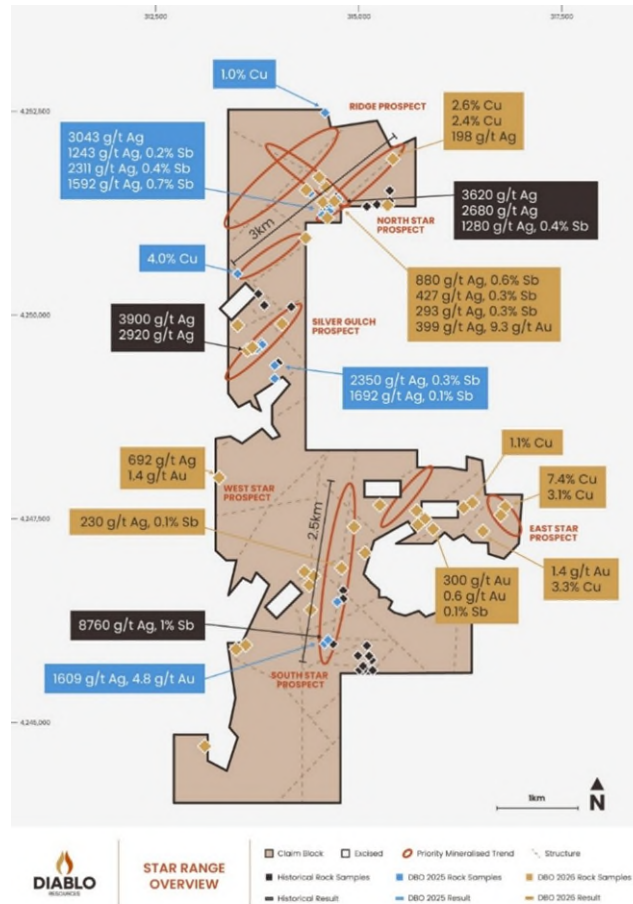 312,500
315,000
317,500
4,252,500
1.0% Cu
RIDGE PROSPECT
2.6% Cu
2.4% Cu
198 g/t Ag
3043 g/t Ag
1243 g/t Ag, 0.2% Sb
2311 g/t Ag, 0.4% Sb
1592 g/t Ag, 0.7% Sb
3620 g/t Ag
2680 g/t Ag
1280 g/t Ag, 0.4% Sb
NORTH STAR
PROSPECT
3km
4.0% Cu
880 g/t Ag, 0.6% Sb
427 g/t Ag, 0.3% Sb
293 g/t Ag, 0.3% Sb
399 g/t Ag, 9.3 g/t Au
4,250,000
3900 g/t Ag
2920 g/t Ag
SILVER GULCH
PROSPECT
2350 g/t Ag, 0.3% Sb
1692 g/t Ag, 0.1% Sb
1.1% Cu
692 g/t Ag
1.4 g/t Au
WEST STAR
PROSPECT
7.4% Cu
3.1% Cu
4,247,500
230 g/t Ag, 0.1% Sb
2.5km
EAST STAR
PROSPECT
300 g/t Au
0.6 g/t Au
0.1% Sb
1.4 g/t Au
3.3% Cu
8760 g/t Ag, 1% Sb
1609 g/t Ag, 4.8 g/t Au
SOUTH STAR
PROSPECT
1km
N
DIABLO
RESOURCES
STAR RANGE
OVERVIEW
Claim Block
Excised
Priority Mineralised Trend
Structure
Historical Rock Samples
DBO 2025 Rock Samples
DBO 2026 Rock Samples
Historical Result
DBO 2025 Result
DBO 2026 Result